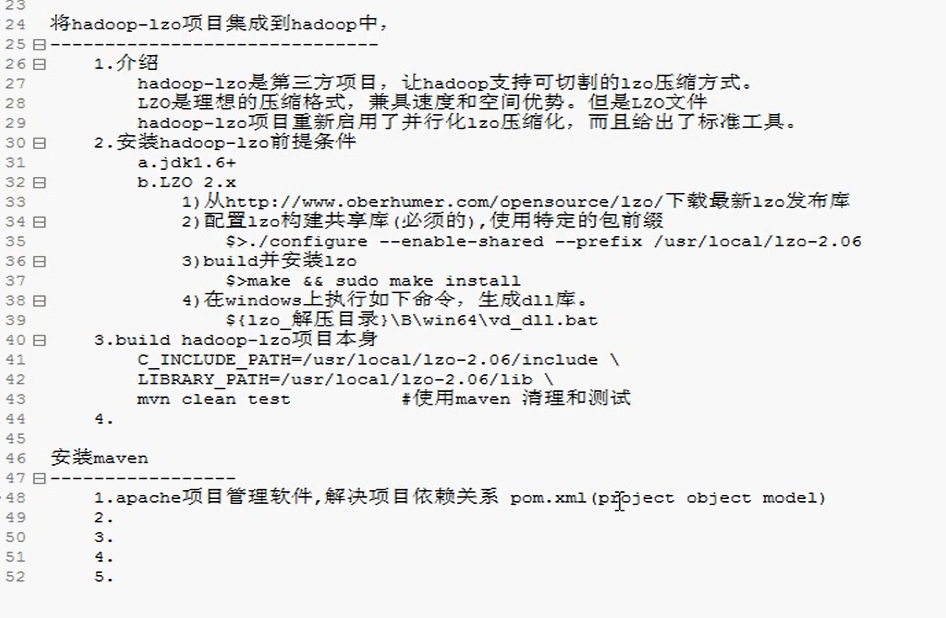 23
24 将hadoop-lzo项目集成到hadoop中,
25 ------------------------------
26 1.介绍
27 hadoop-lzo是第三方项目，让hadoop支持可切割的lzo压缩方式。
28 LZO是理想的压缩格式，兼具速度和空间优势。但是LZO文件
29 hadoop-lzo项目重新启用了并行化lzo压缩化，而且给出了标准工具。
30 2.安装hadoop-lzo前提条件
31 a.jdk1.6+
32 b.LZO 2.x
33 1)从http://www.oberhumer.com/opensource/lzo/下载最新lzo发布库
34 2)配置lzo构建共享库(必须的),使用特定的包前缀
35 $>./configure --enable-shared --prefix /usr/local/lzo-2.06
36 3)build并安装lzo
37 $>make && sudo make install
38 4)在windows上执行如下命令，生成dll库。
39 ${lzo_解压目录}\B\win64\vd_dll.bat
40 3.build hadoop-lzo项目本身
41 C_INCLUDE_PATH=/usr/local/lzo-2.06/include \
42 LIBRARY_PATH=/usr/local/lzo-2.06/lib \
43 mvn clean test #使用maven 清理和测试
44 4.
45
46 安装maven
47 -----------------
48 1.apache项目管理软件,解决项目依赖关系 pom.xml(project object model)
49 2.
50 3.
51 4.
52 5.